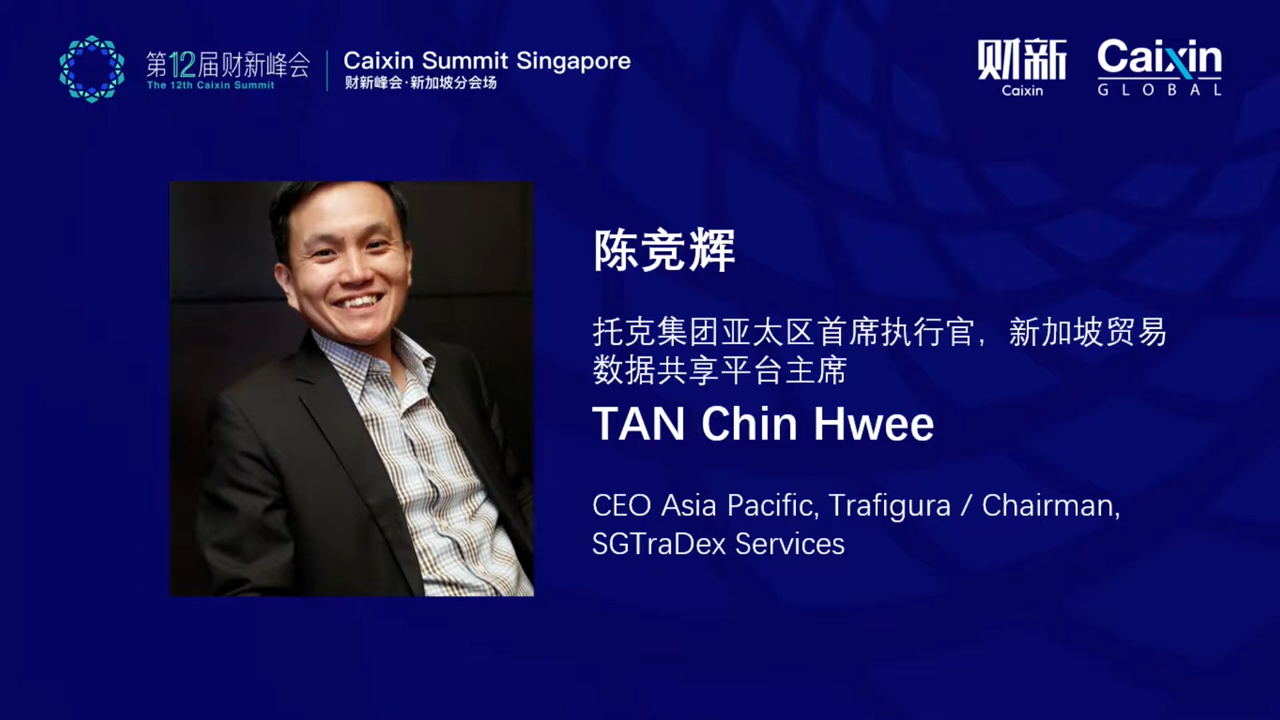 第12届财新峰会
The 12th Caixin Summit
Caixin Summit Singapore
财新峰会·新加坡分会场
财新
Caixin
Caixin
GLOBAL
陈竞辉
托克集团亚太区首席执行官，新加坡贸易
数据共享平台主席
TAN Chin Hwee
CEO Asia Pacific, Trafigura / Chairman,
SGTraDex Services